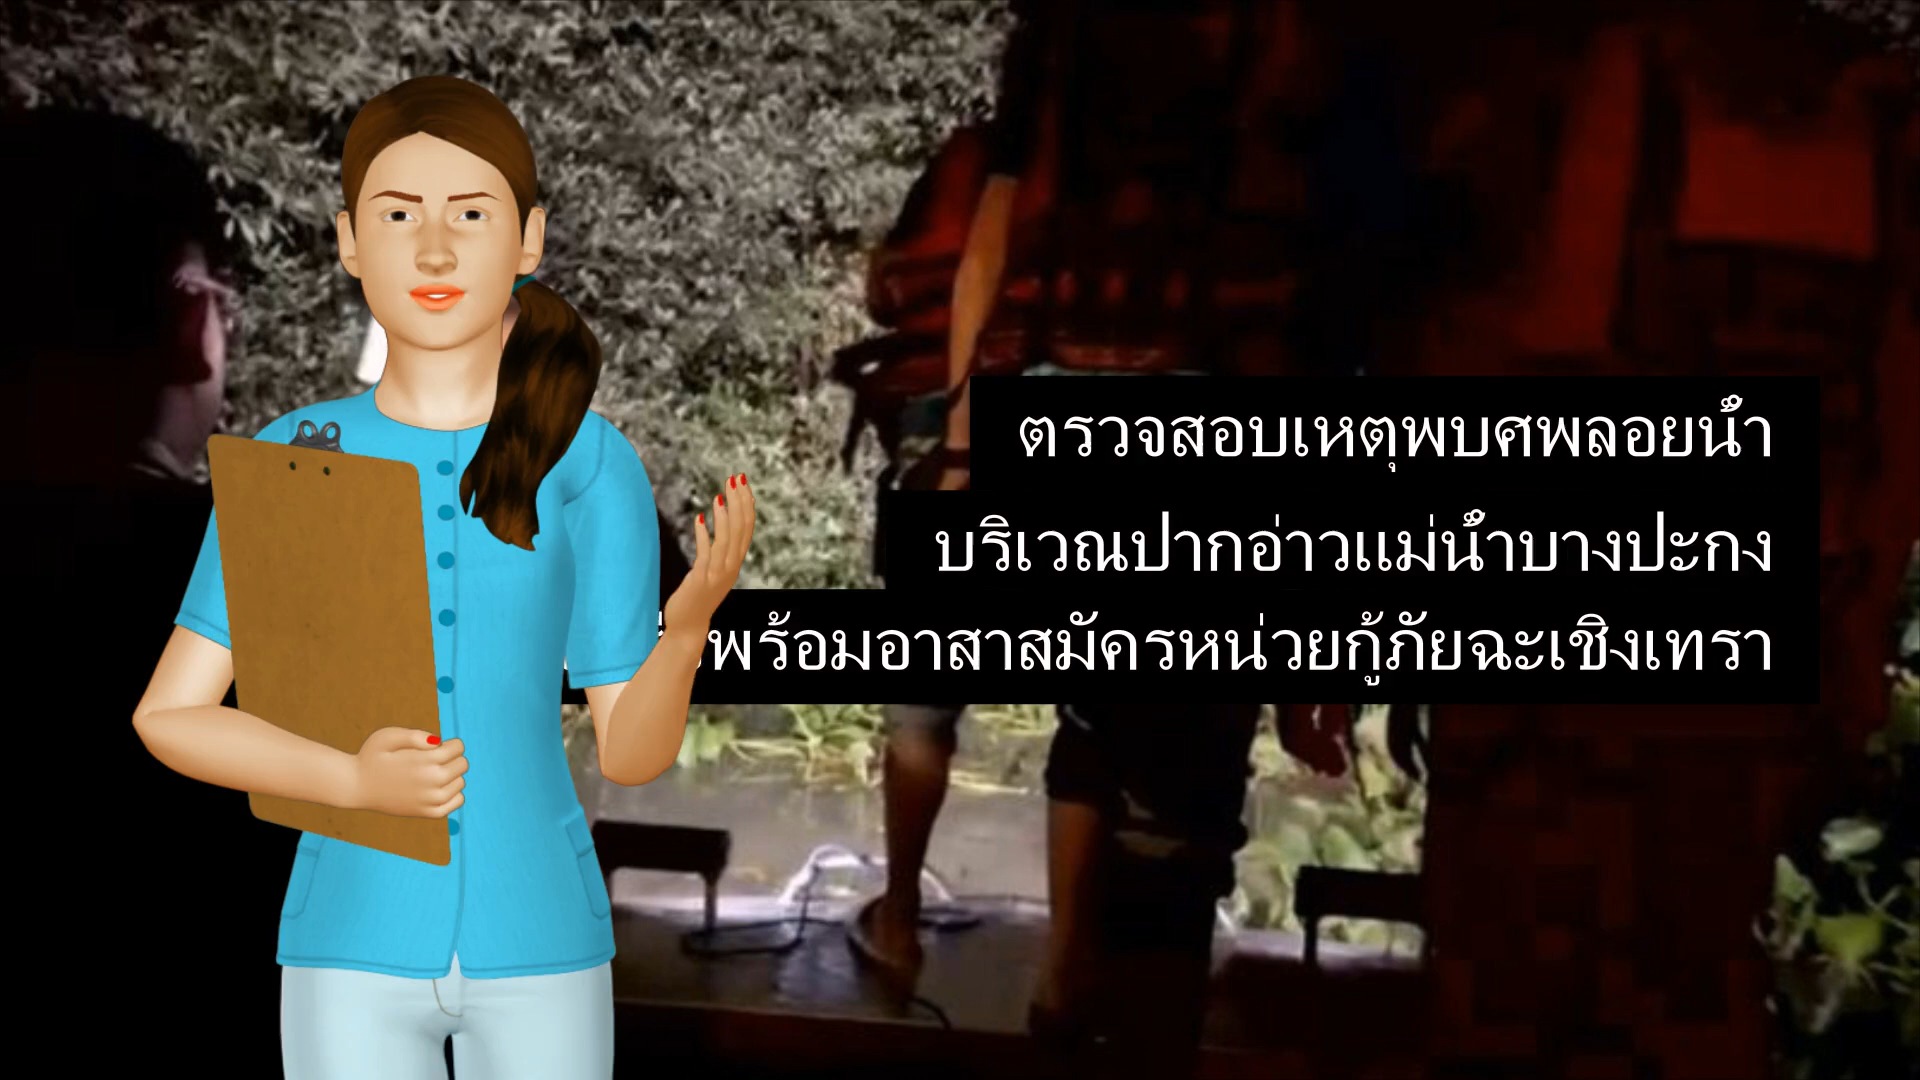 ตรวจสอบเหตุพบศพลอยน้ำ
บริเวณปากอ่าวแม่น้ำบางปะกง
พร้อมอาสาสมัครหน่วยกู้ภัยฉะเชิงเทรา